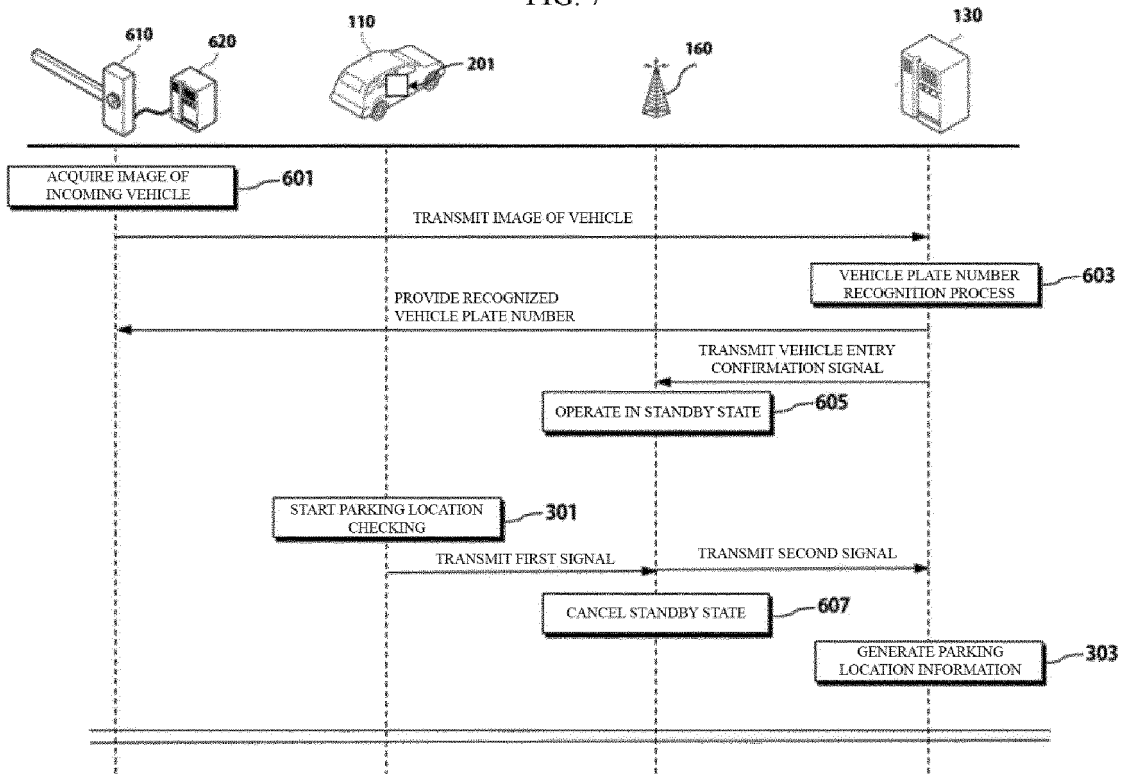 FIG. 7
610
620
110
201
160
130
ACQUIRE IMAGE OF
INCOMING VEHICLE
601
TRANSMIT IMAGE OF VEHICLE
VEHICLE PLATE NUMBER
RECOGNITION PROCESS
603
PROVIDE RECOGNIZED
VEHICLE PLATE NUMBER
TRANSMIT VEHICLE ENTRY
CONFIRMATION SIGNAL
OPERATE IN STANDBY STATE
605
START PARKING LOCATION
CHECKING
301
TRANSMIT FIRST SIGNAL
TRANSMIT SECOND SIGNAL
CANCEL STANDBY STATE
607
GENERATE PARKING
LOCATION INFORMATION
303